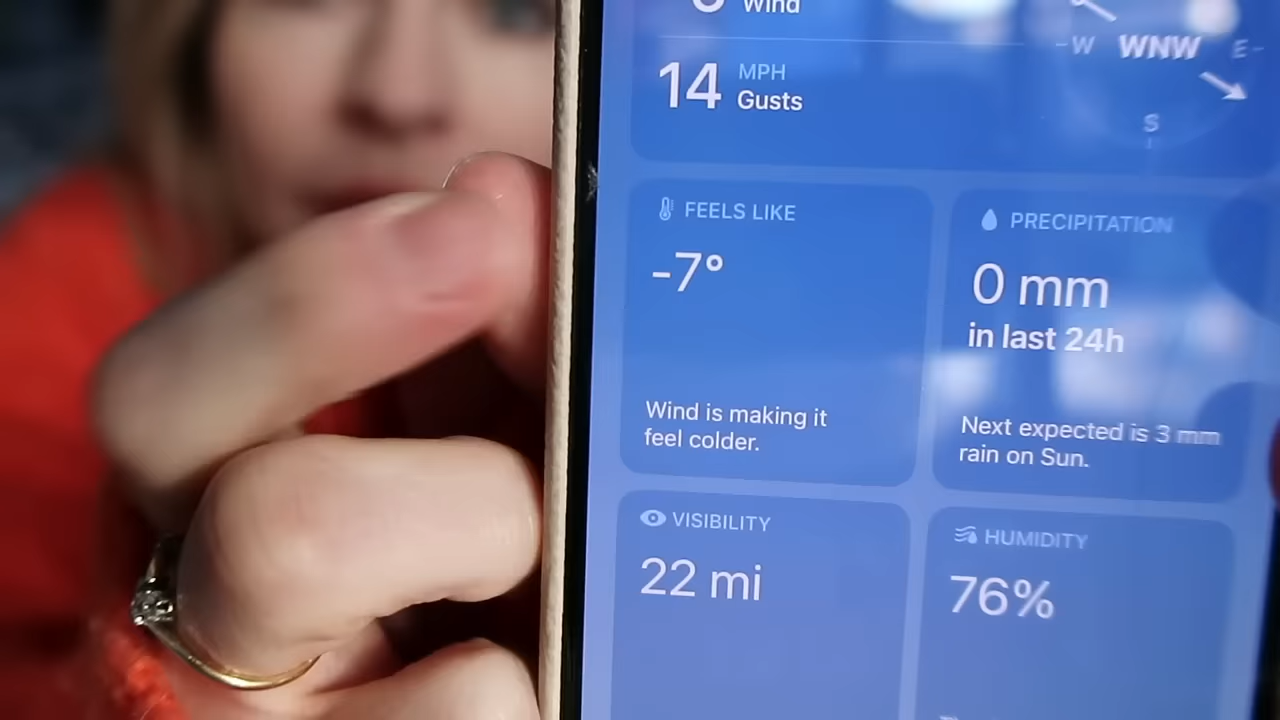 Wind
W WNW E
14 MPH
Gusts
S
FEELS LIKE
-7°
Wind is making it
feel colder.
PRECIPITATION
0 mm
in last 24h
Next expected is 3 mm
rain on Sun.
VISIBILITY
22 mi
HUMIDITY
76%